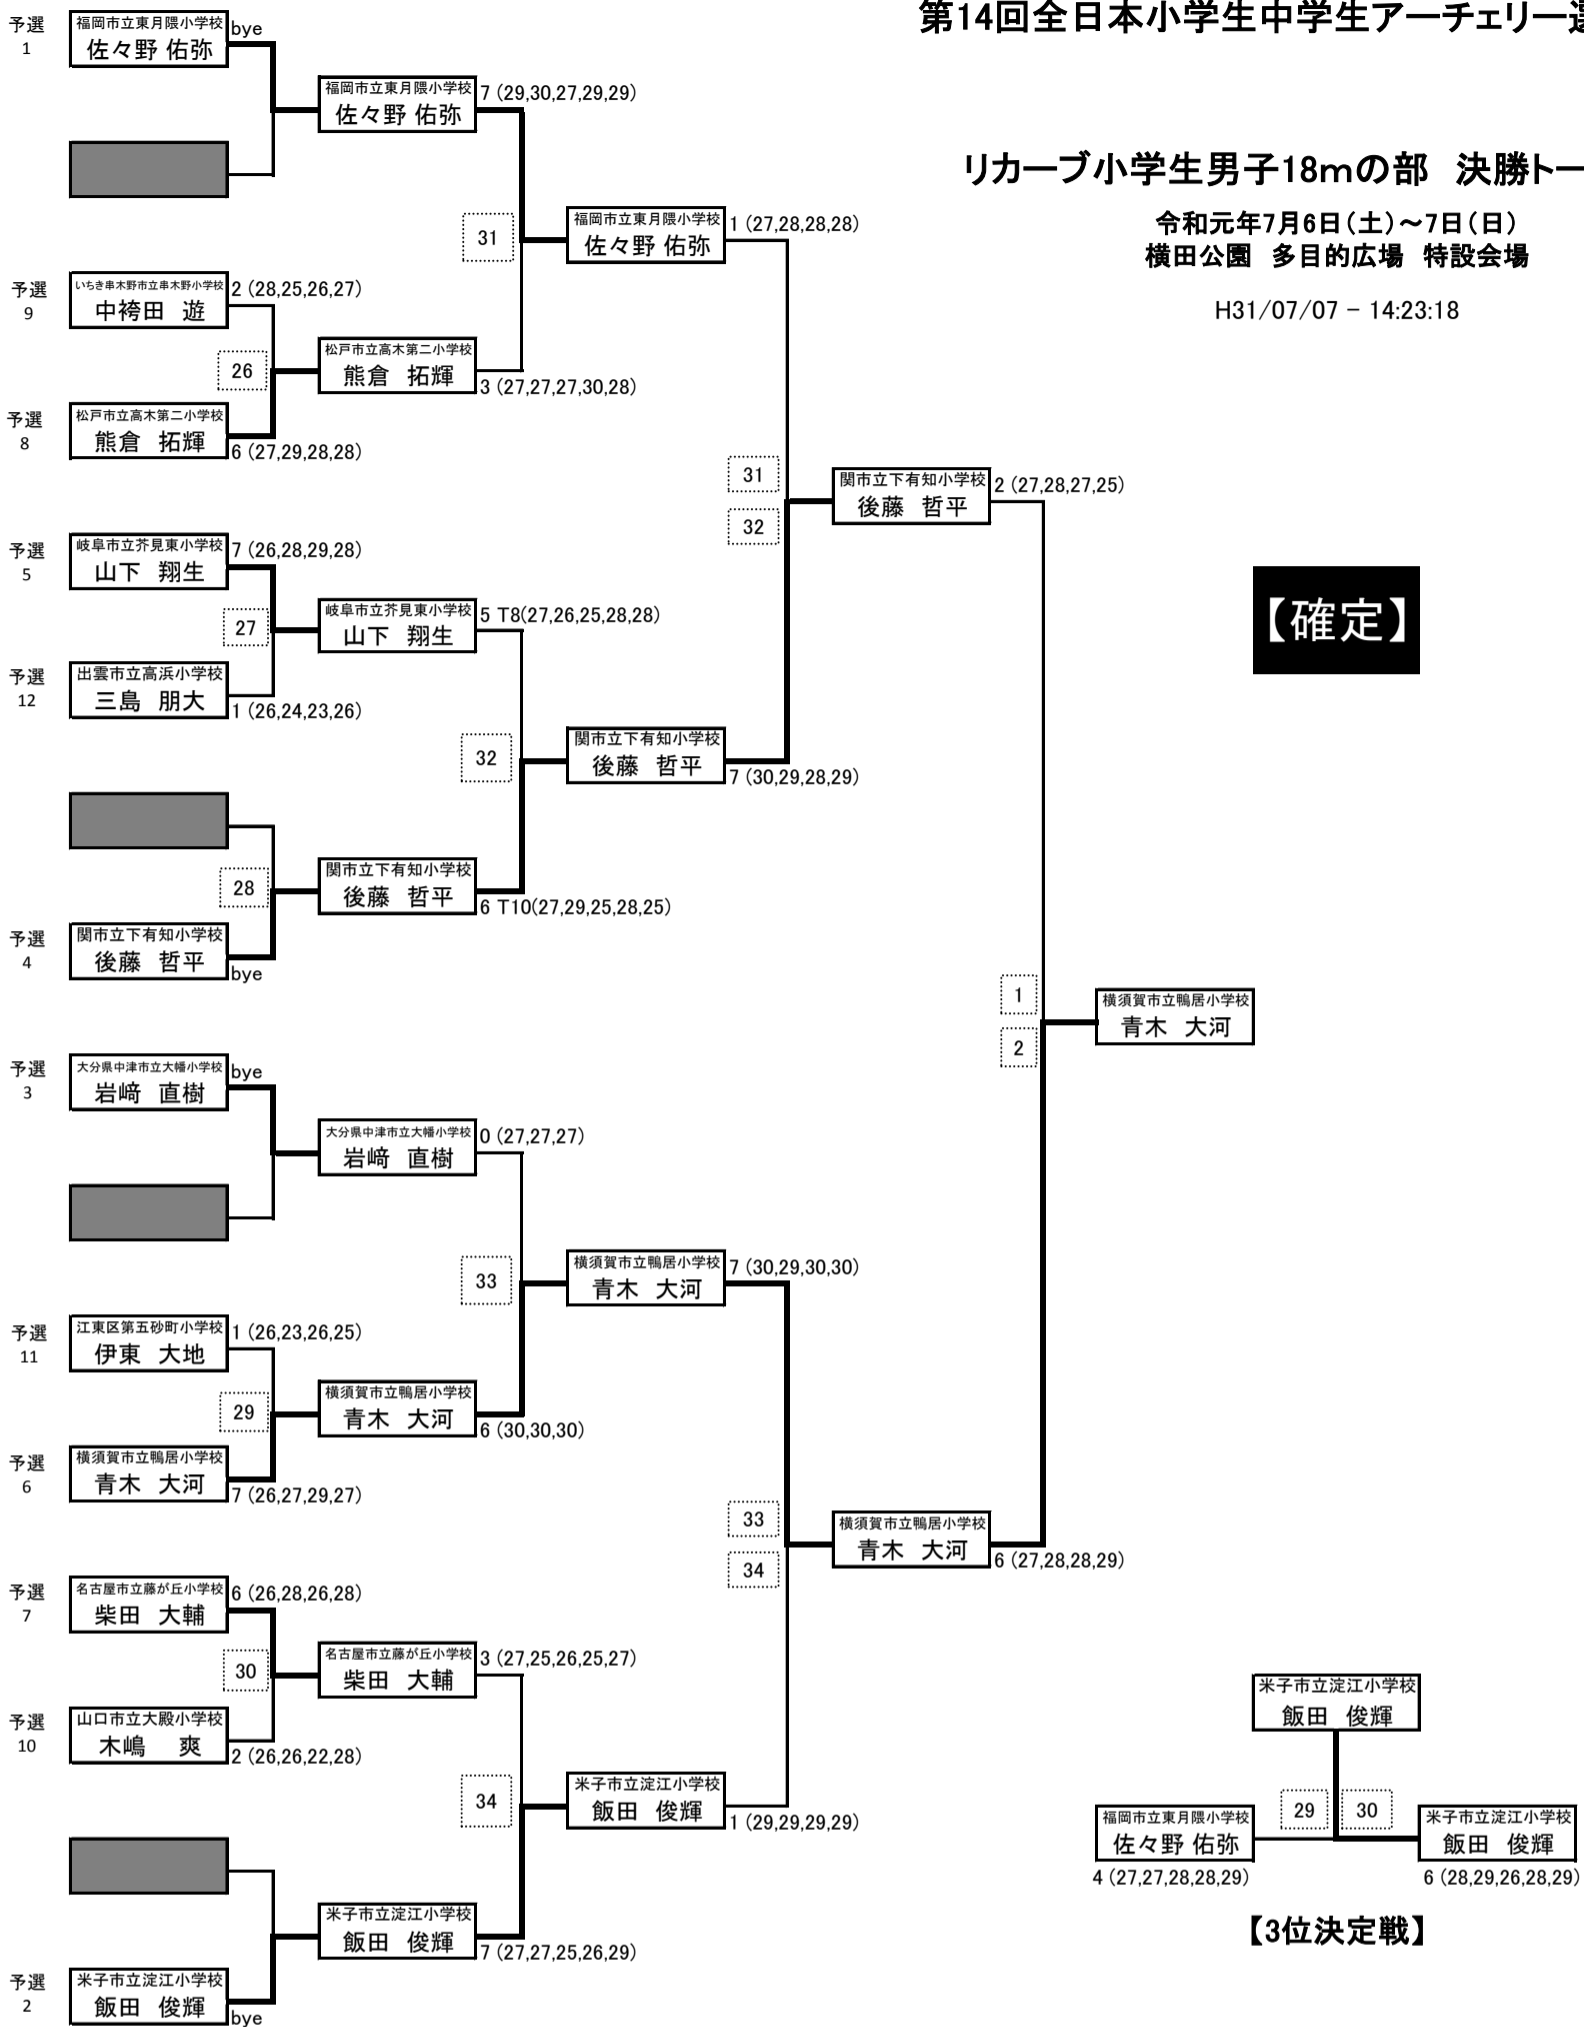 第14回全日本小学生中学生アーチェリー選
リカーブ小学生男子18mの部 決勝トー
令和元年7月6日(土)～7日(日)
横田公園 多目的広場 特設会場
H31/07/07 - 14:23:18
【確定】
予選
1
福岡市立東月隈小学校
佐々野 佑弥
bye
福岡市立東月隈小学校
佐々野 佑弥
7 (29,30,27,29,29)
31
福岡市立東月隈小学校
佐々野 佑弥
1 (27,28,28,28)
予選
9
いちき串木野市立串木野小学校
中袴田 遊
2 (28,25,26,27)
26
松戸市立高木第二小学校
熊倉 拓輝
3 (27,27,27,30,28)
予選
8
松戸市立高木第二小学校
熊倉 拓輝
6 (27,29,28,28)
31
32
関市立下有知小学校
後藤 哲平
2 (27,28,27,25)
予選
5
岐阜市立芥見東小学校
山下 翔生
7 (26,28,29,28)
27
岐阜市立芥見東小学校
山下 翔生
5 T8(27,26,25,28,28)
予選
12
出雲市立高浜小学校
三島 朋大
1 (26,24,23,26)
32
関市立下有知小学校
後藤 哲平
7 (30,29,28,29)
28
関市立下有知小学校
後藤 哲平
6 T10(27,29,25,28,25)
予選
4
関市立下有知小学校
後藤 哲平
bye
1
2
横須賀市立鴨居小学校
青木 大河
予選
3
大分県中津市立大幡小学校
岩﨑 直樹
bye
大分県中津市立大幡小学校
岩﨑 直樹
0 (27,27,27)
33
横須賀市立鴨居小学校
青木 大河
7 (30,29,30,30)
予選
11
江東区第五砂町小学校
伊東 大地
1 (26,23,26,25)
29
横須賀市立鴨居小学校
青木 大河
6 (30,30,30)
予選
6
横須賀市立鴨居小学校
青木 大河
7 (26,27,29,27)
33
34
横須賀市立鴨居小学校
青木 大河
6 (27,28,28,29)
予選
7
名古屋市立藤が丘小学校
柴田 大輔
6 (26,28,26,28)
30
名古屋市立藤が丘小学校
柴田 大輔
3 (27,25,26,25,27)
予選
10
山口市立大殿小学校
木嶋 爽
2 (26,26,22,28)
34
米子市立淀江小学校
飯田 俊輝
1 (29,29,29,29)
米子市立淀江小学校
飯田 俊輝
7 (27,27,25,26,29)
予選
2
米子市立淀江小学校
飯田 俊輝
bye
米子市立淀江小学校
飯田 俊輝
29
30
福岡市立東月隈小学校
佐々野 佑弥
4 (27,27,28,28,29)
米子市立淀江小学校
飯田 俊輝
6 (28,29,26,28,29)
【3位決定戦】